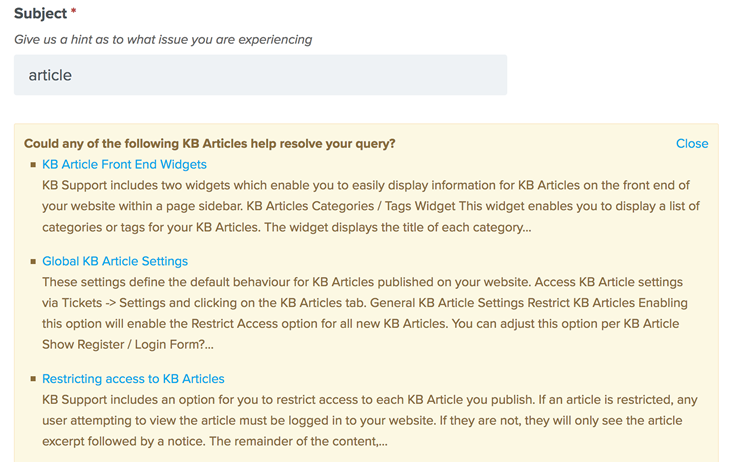 Subject *
Give us a hint as to what issue you are experiencing
article
Could any of the following KB Articles help resolve your query?
Close
KB Article Front End Widgets
KB Support includes two widgets which enable you to easily display information for KB Articles on the front end of
your website within a page sidebar. KB Articles Categories / Tags Widget This widget enables you to display a list of
categories or tags for your KB Articles. The widget displays the title of each category...
Global KB Article Settings
These settings define the default behaviour for KB Articles published on your website. Access KB Article settings
via Tickets -> Settings and clicking on the KB Articles tab. General KB Article Settings Restrict KB Articles Enabling
this option will enable the Restrict Access option for all new KB Articles. You can adjust this option per KB Article
Show Register / Login Form?...
Restricting access to KB Articles
KB Support includes an option for you to restrict access to each KB Article you publish. If an article is restricted, any
user attempting to view the article must be logged in to your website. If they are not, they will only see the article
excerpt followed by a notice. The remainder of the content,...